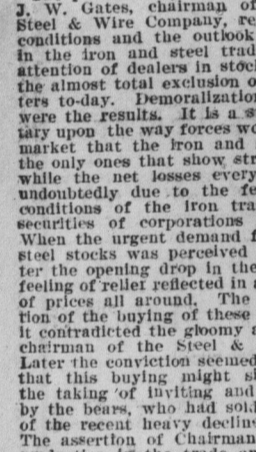 J. W. Gates, chairman of
Steel & Wire Company, re
conditions and the outlook
in the iron and steel trad
attention of dealers in stock
the almost total exclusion o
ters to-day. Demoralization
were the results. It is a s
tary upon the way forces wo
market that the iron and
the only ones that show str
while the net losses every
undoubtedly due to the fe
conditions of the iron tra
securities of corporations
When the urgent demand f
steel stocks was perceived
ter the opening drop in the
feeling of relief reflected in a
of prices all around. The
tion of the buying of these
it contradicted the gloomy a
chairman of the Steel &
Later the conviction seemed
that this buying might si
the taking of inviting and
by the bears, who had sold
of the recent heavy decline
The assertion of Chairman